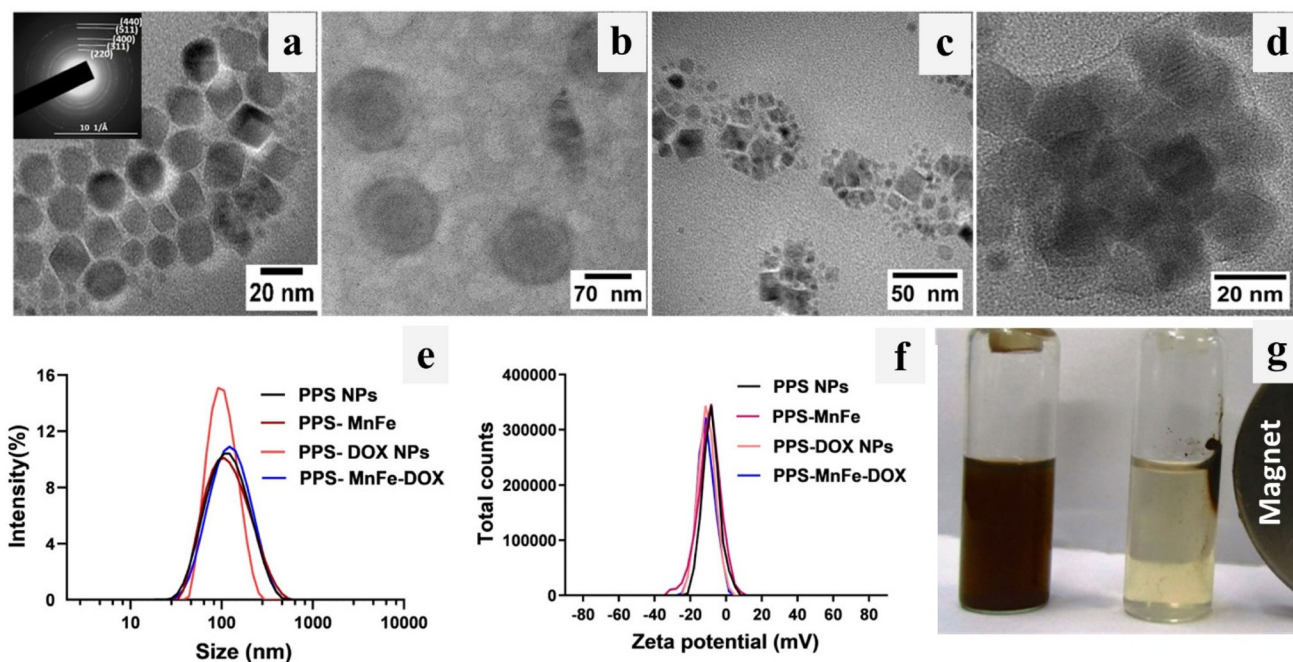 (440)
(511)
(400)
(311)
(220)
10 1/Å
a
20 nm
b
70 nm
c
50 nm
d
20 nm
e
16
12
8
4
0
Intensity(%)
10
100
1000
10000
Size (nm)
PPS NPs
PPS- MnFe
PPS- DOX NPs
PPS- MnFe-DOX
f
400000
300000
200000
100000
0
Total counts
-80
-60
-40
-20
0
20
40
60
80
Zeta potential (mV)
PPS NPs
PPS-MnFe
PPS-DOX NPs
PPS-MnFe-DOX
g
Magnet